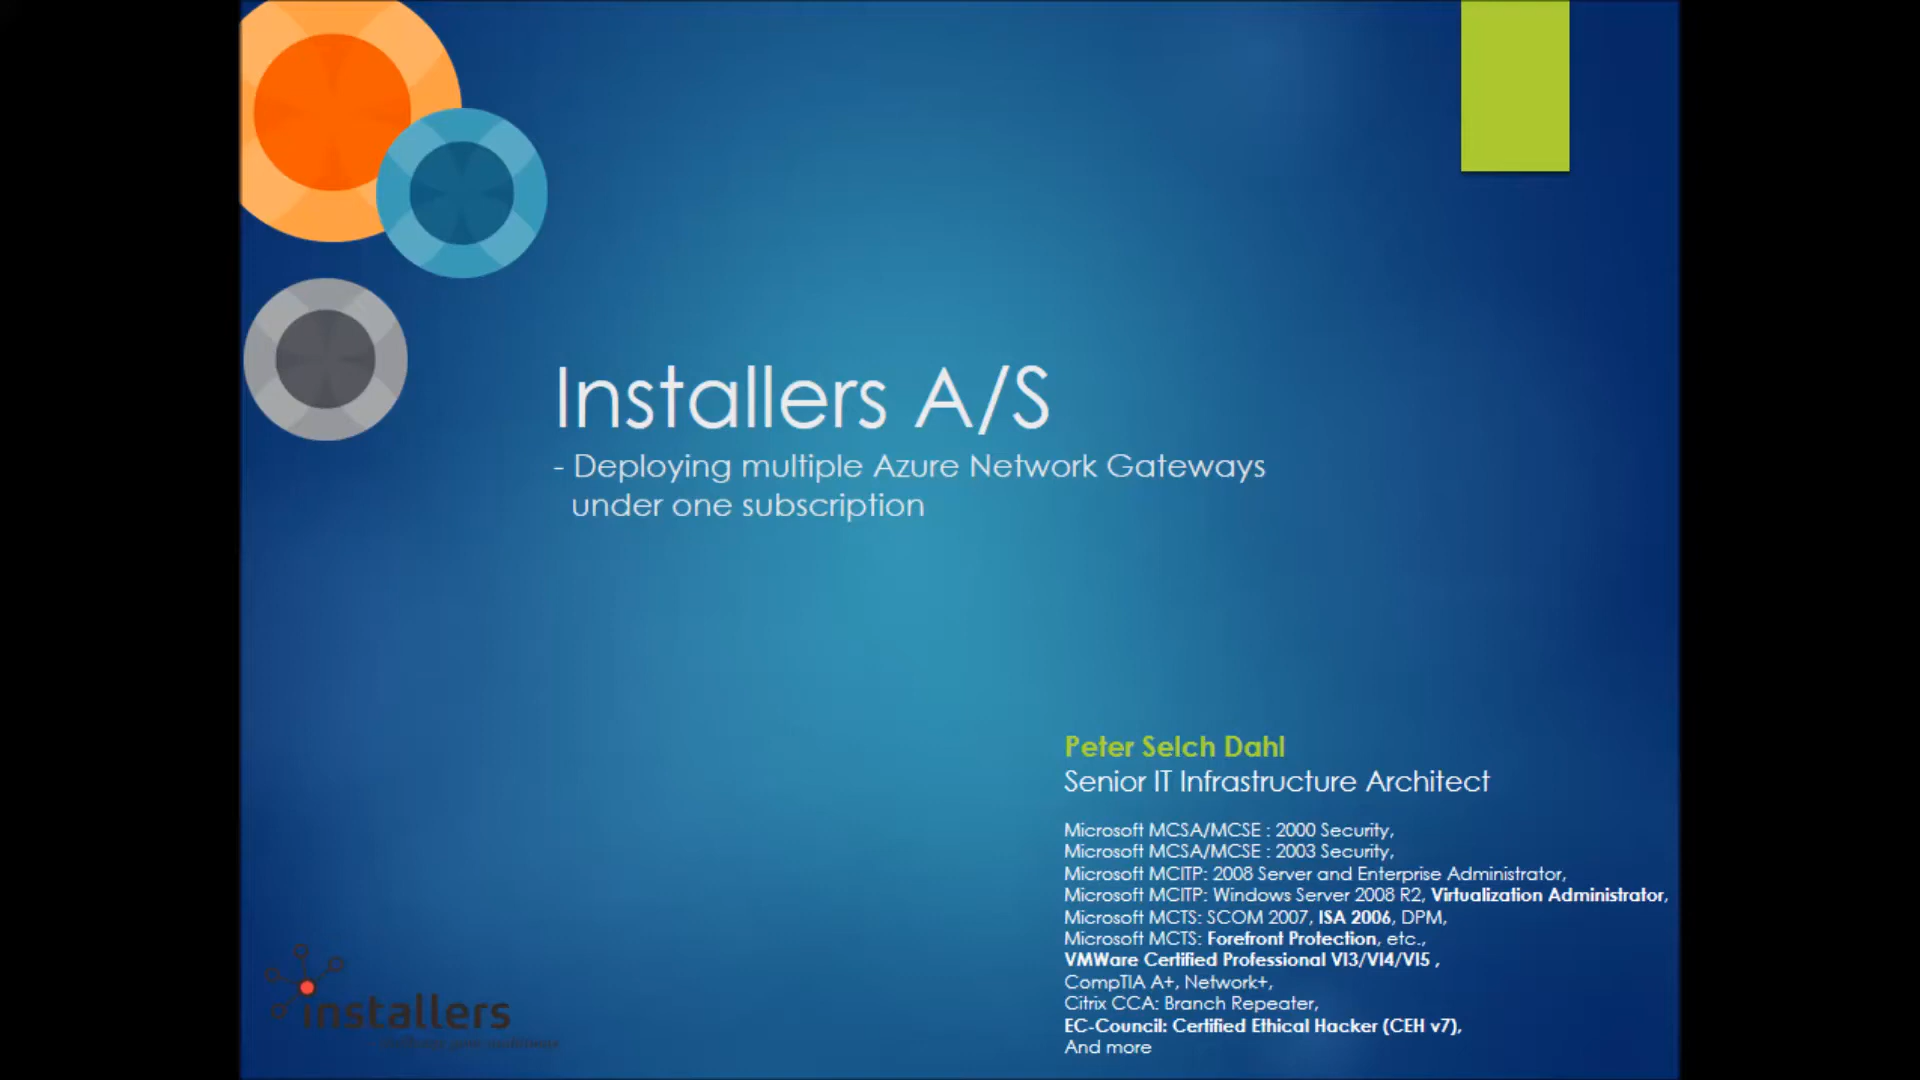 Installers A/S
- Deploying multiple Azure Network Gateways
under one subscription
Peter Selch Dahl
Senior IT Infrastructure Architect
Microsoft MCSA/MCSE : 2000 Security,
Microsoft MCSA/MCSE : 2003 Security,
Microsoft MCITP: 2008 Server and Enterprise Administrator,
Microsoft MCITP: Windows Server 2008 R2, Virtualization Administrator,
Microsoft MCTS: SCOM 2007, ISA 2006, DPM,
Microsoft MCTS: Forefront Protection, etc.,
VMWare Certified Professional VI3/VI4/VI5 ,
CompTIA A+, Network+,
Citrix CCA: Branch Repeater,
EC-Council: Certified Ethical Hacker (CEH v7),
And more
installers